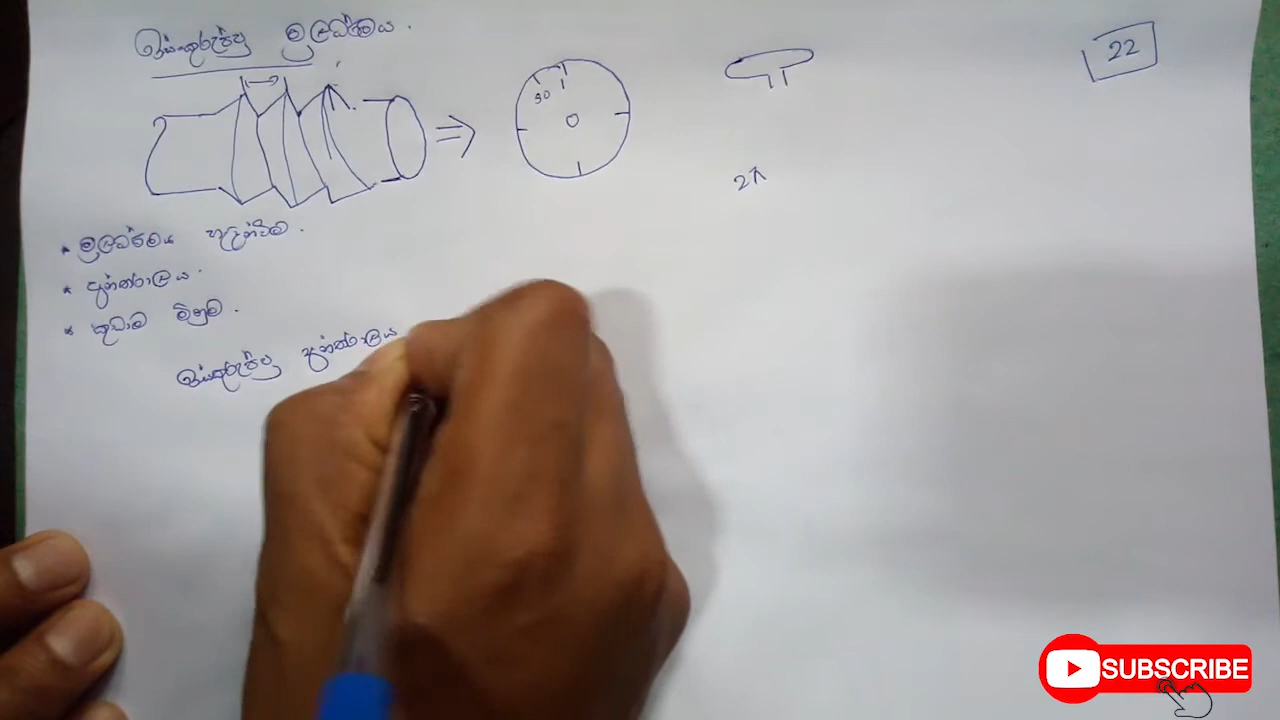 ඉස්කුරුප්පු මූලධර්මය.
22
50
2π
* මූලධර්මය හැඳින්වීම.
* අන්තරාලය.
* කුඩාම මිනුම.
ඉස්කුරුප්පු අන්තරාලය
SUBSCRIBE